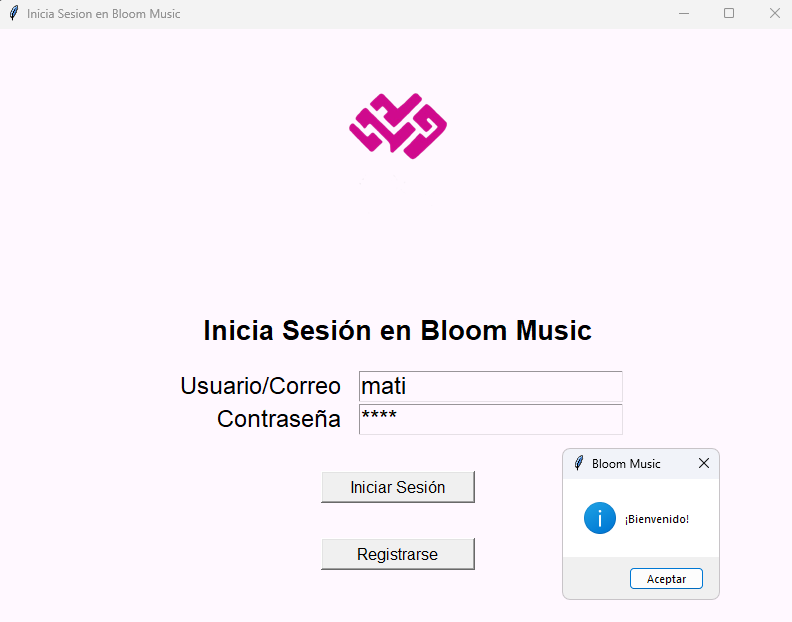 Inicia Sesion en Bloom Music
Inicia Sesión en Bloom Music
Usuario/Correo mati
Contraseña ****
Iniciar Sesión
Registrarse
Bloom Music
¡Bienvenido!
Aceptar